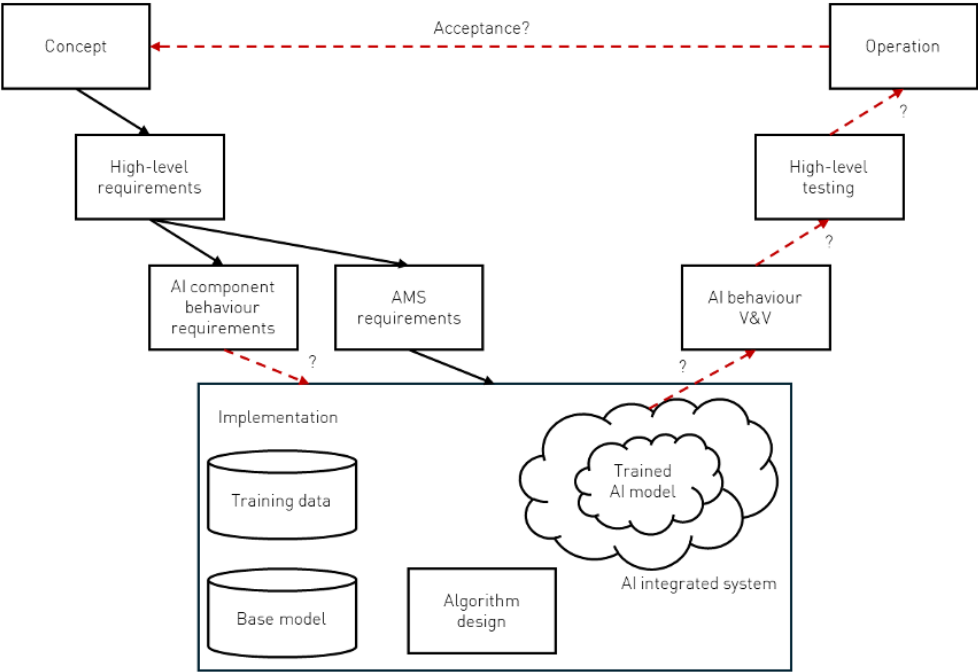 Acceptance?
Concept
Operation
?
High-level
requirements
High-level
testing
?
AI component
behaviour
requirements
AMS
requirements
AI behaviour
V&V
?
?
Implementation
Training data
Trained
AI model
Base model
Algorithm
design
AI integrated system